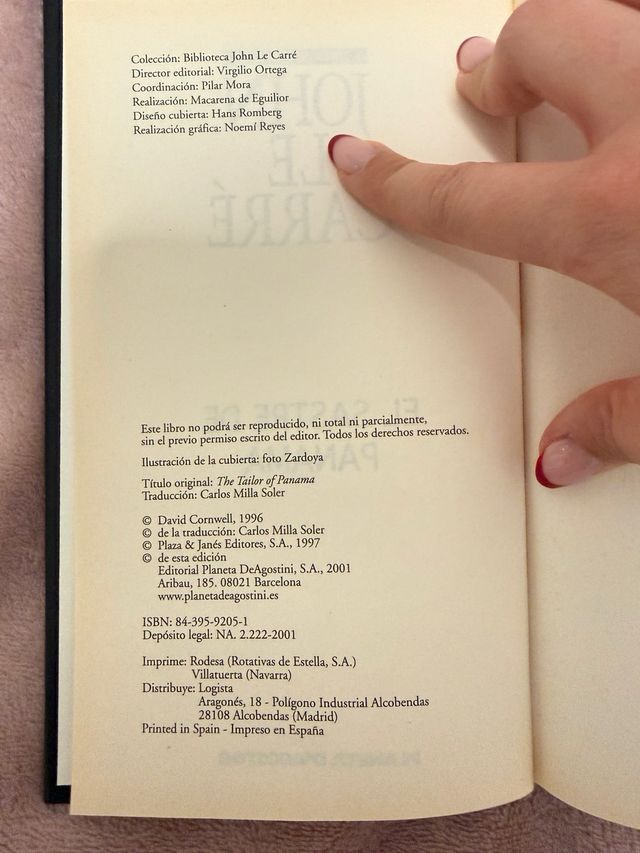 Colección: Biblioteca John Le Carré
Director editorial: Virgilio Ortega
Coordinación: Pilar Mora
Realización: Macarena de Eguilior
Diseño cubierta: Hans Romberg
Realización gráfica: Noemí Reyes
Este libro no podrá ser reproducido, ni total ni parcialmente,
sin el previo permiso escrito del editor. Todos los derechos reservados.
Ilustración de la cubierta: foto Zardoya
Título original: The Tailor of Panama
Traducción: Carlos Milla Soler
© David Cornwell, 1996
© de la traducción: Carlos Milla Soler
© Plaza & Janés Editores, S.A., 1997
© de esta edición
Editorial Planeta DeAgostini, S.A., 2001
Aribau, 185. 08021 Barcelona
www.planetadeagostini.es
ISBN: 84-395-9205-1
Depósito legal: NA. 2.222-2001
Imprime: Rodesa (Rotativas de Estella, S.A.)
Villatuerta (Navarra)
Distribuye: Logista
Aragonés, 18 - Polígono Industrial Alcobendas
28108 Alcobendas (Madrid)
Printed in Spain - Impreso en España